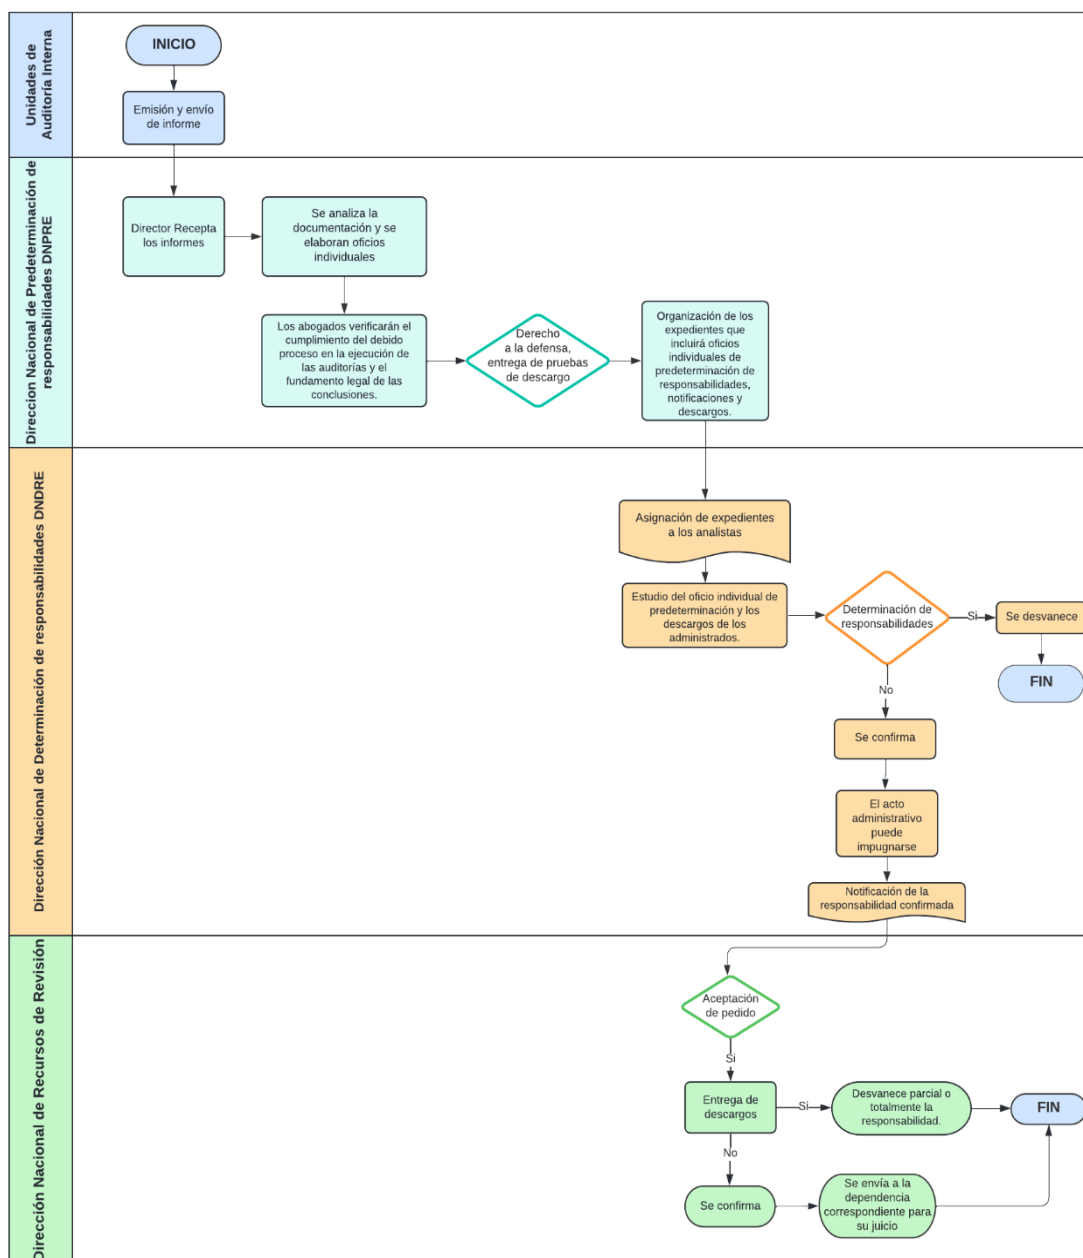 Unidades de
Auditoría Interna
INICIO
Emisión y envío
de informe
Direccion Nacional de Predeterminación de
responsabilidades DNPRE
Director Recepta
los informes
Se analiza la
documentación y se
elaboran oficios
individuales
Los abogados verificarán el
cumplimiento del debido
proceso en la ejecución de
las auditorías y el
fundamento legal de las
conclusiones.
Derecho
a la defensa,
entrega de pruebas
de descargo
Organización de los
expedientes que
incluirá oficios
individuales de
predeterminación de
responsabilidades,
notificaciones y
descargos.
Dirección Nacional de Determinación de responsabilidades DNDRE
Asignación de expedientes
a los analistas
Estudio del oficio individual de
predeterminación y los
descargos de los
administrados.
Determinación de
responsabilidades
Si
Se desvanece
FIN
No
Se confirma
El acto
administrativo
puede
impugnarse
Notificación de la
responsabilidad confirmada
Dirección Nacional de Recursos de Revisión
Aceptación
de pedido
Si
Entrega de
descargos
Si
Desvanece parcial o
totalmente la
responsabilidad.
FIN
No
Se confirma
Se envía a la
dependencia
correspondiente para
su juicio